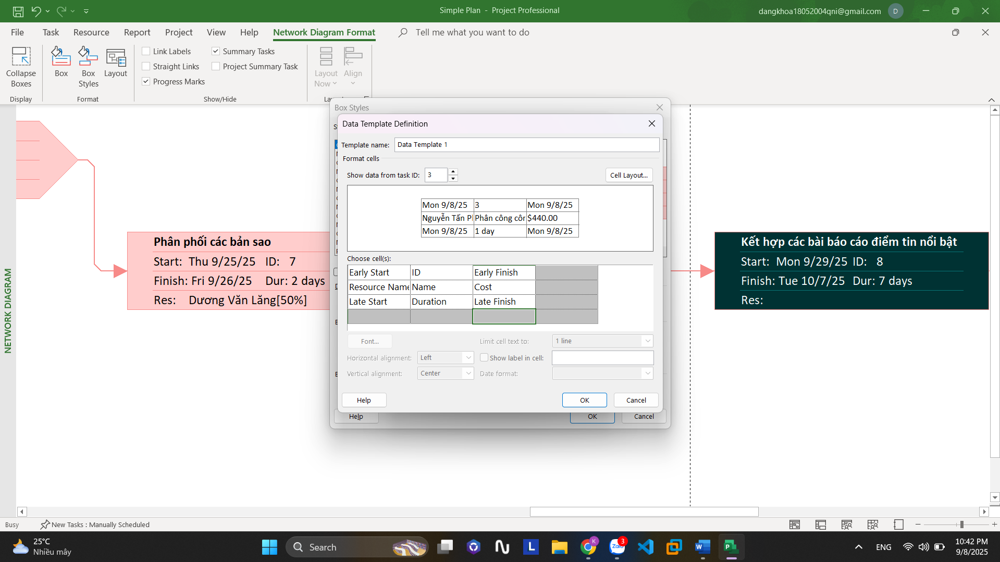 Simple Plan - Project Professional
dangkhoa18052004qni@gmail.com
D
File Task Resource Report Project View Help Network Diagram Format Tell me what you want to do
Collapse Boxes
Box
Box Styles
Layout
Link Labels
Straight Links
Progress Marks
Summary Tasks
Project Summary Task
Layout Now
Align
Display
Format
Show/Hide
NETWORK DIAGRAM
Phân phối các bản sao
Start: Thu 9/25/25 ID: 7
Finish: Fri 9/26/25 Dur: 2 days
Res: Dương Văn Lăng[50%]
Box Styles
Data Template Definition
Template name: Data Template 1
Format cells
Show data from task ID: 3
Cell Layout...
Mon 9/8/25 3 Mon 9/8/25
Nguyễn Tấn Phân công $440.00
Mon 9/8/25 1 day Mon 9/8/25
Choose cell(s):
Early Start ID Early Finish
Resource Name Name Cost
Late Start Duration Late Finish
Font...
Limit cell text to: 1 line
Horizontal alignment: Left
Show label in cell:
Vertical alignment: Center
Date format:
Help OK Cancel
Help OK Cancel
Kết hợp các bài báo cáo điểm tin nổi bật
Start: Mon 9/29/25 ID: 8
Finish: Tue 10/7/25 Dur: 7 days
Res:
Busy
New Tasks : Manually Scheduled
25°C
Nhiều mây
Search
L
K
Zalo
3
ENG
10:42 PM
9/8/2025